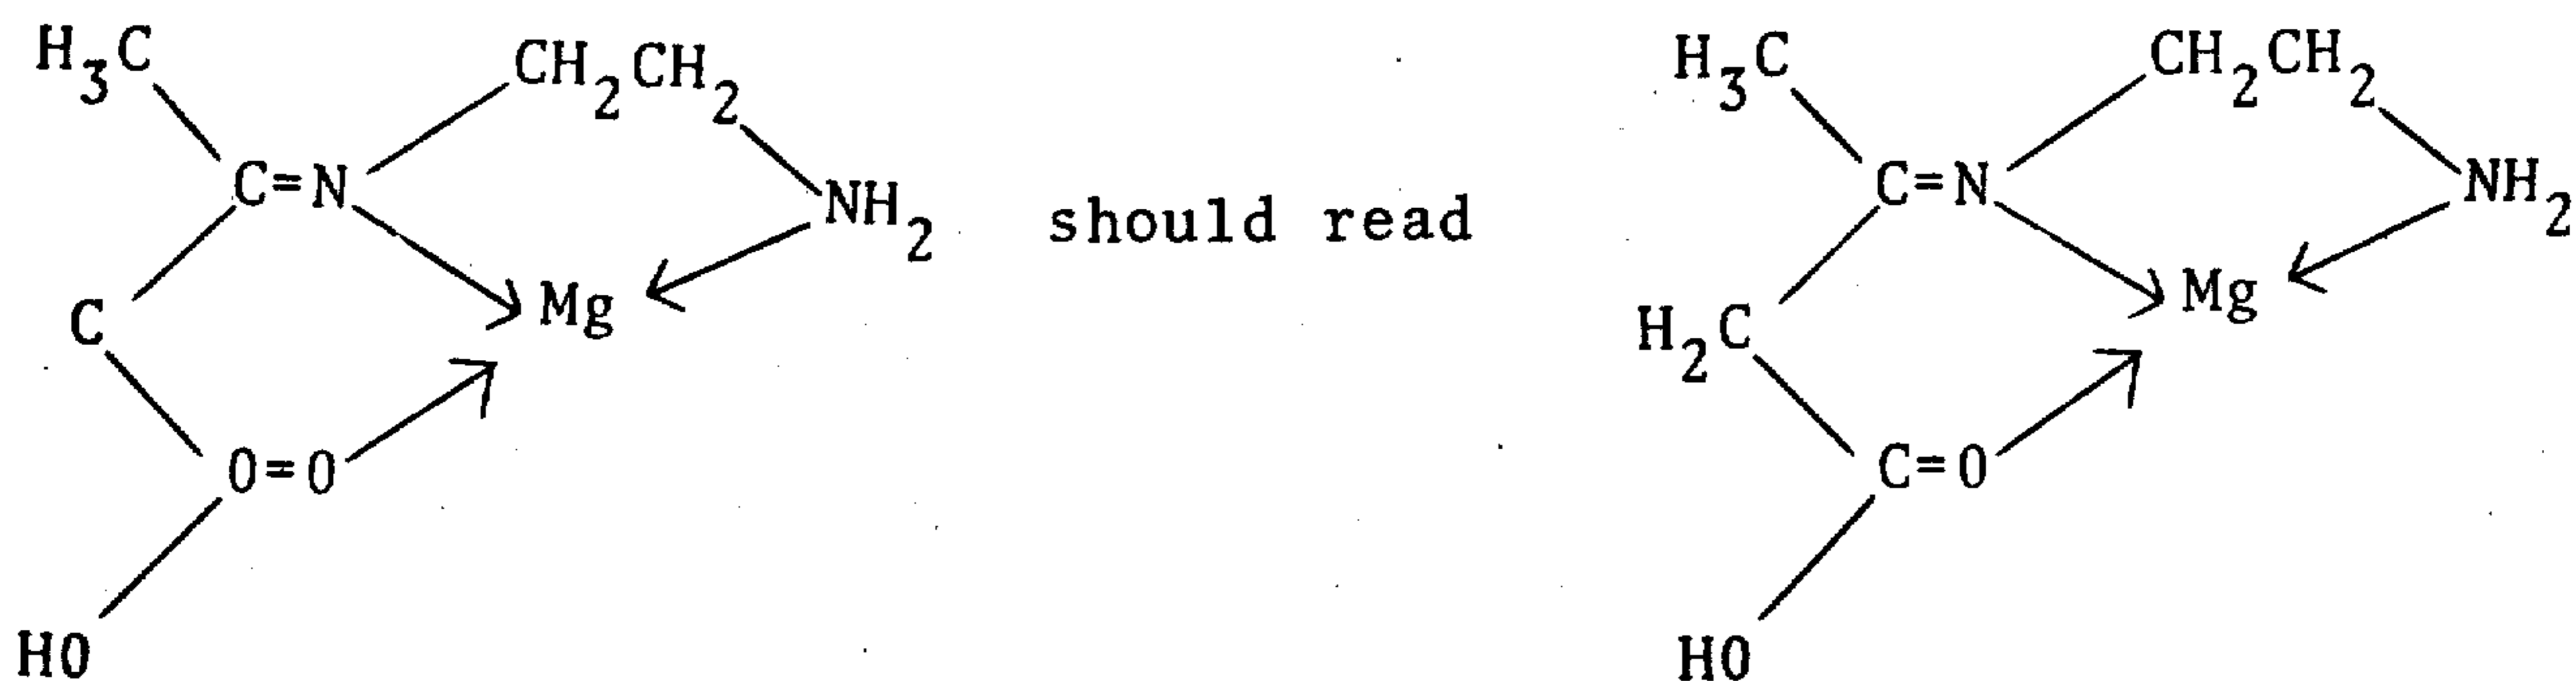 H3C CH2CH2 H3C CH2CH2
C=N NH2 should read C=N NH2
C Mg H2C Mg
O=O C=O
HO HO